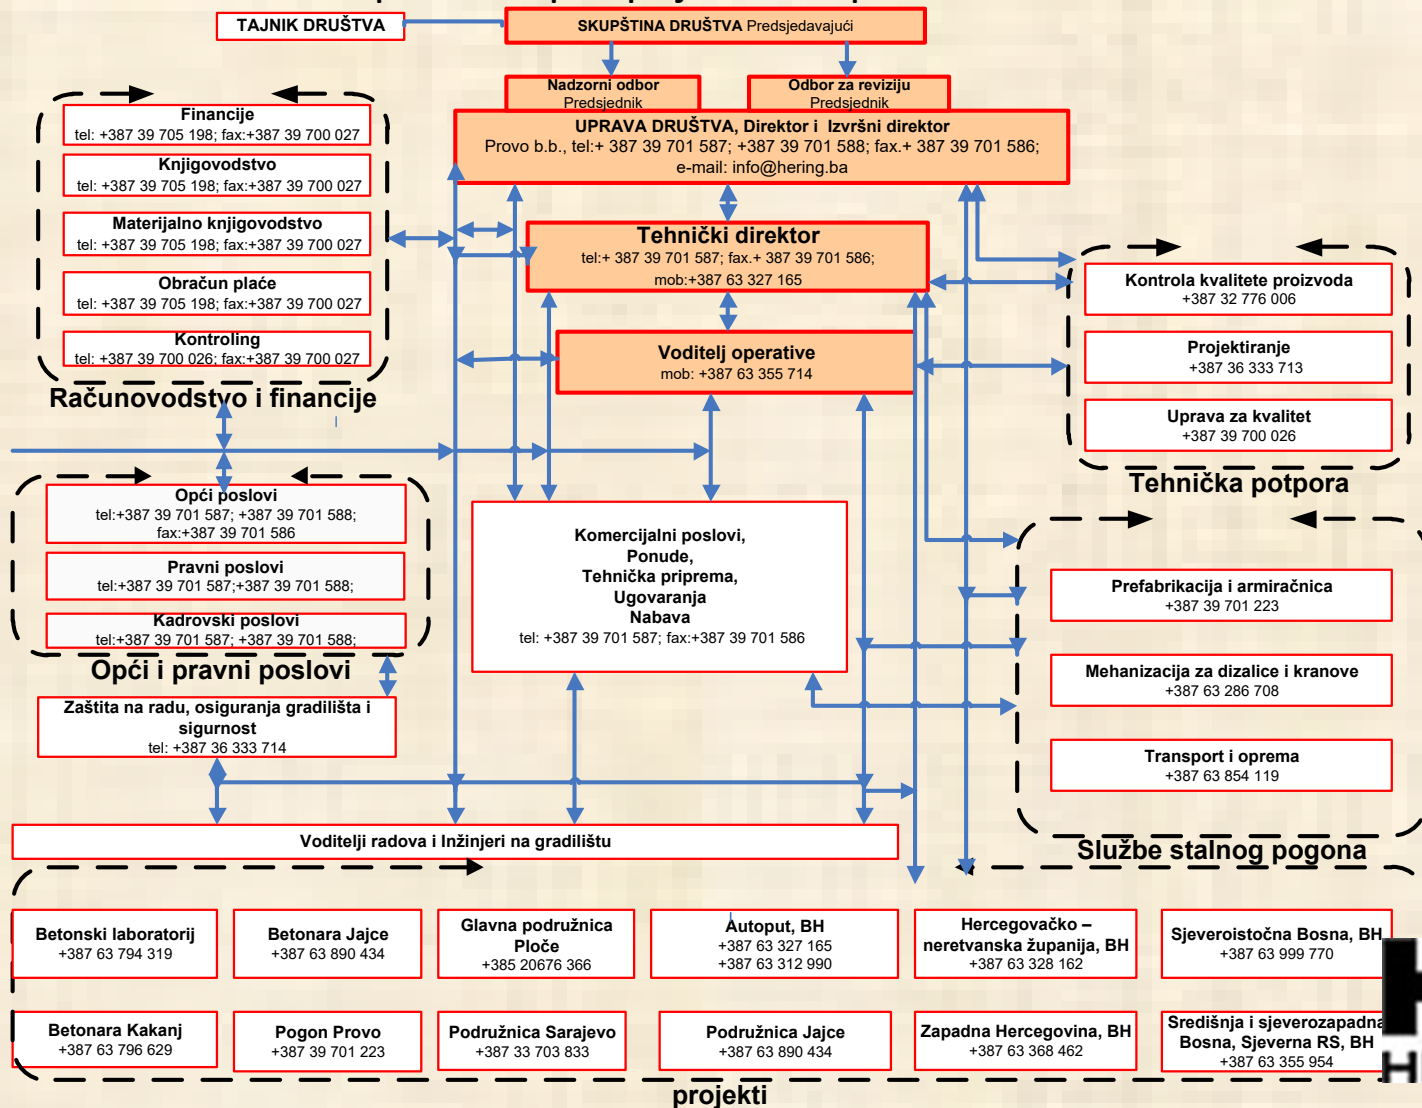 TAJNIK DRUŠTVA
SKUPŠTINA DRUŠTVA Predsjedavajući
Nadzorni odbor
Predsjednik
Odbor za reviziju
Predsjednik
UPRAVA DRUŠTVA, Direktor i Izvršni direktor
Provo b.b., tel:+ 387 39 701 587; +387 39 701 588; fax.+ 387 39 701 586;
e-mail: info@hering.ba
Financije
tel: +387 39 705 198; fax:+387 39 700 027
Knjigovodstvo
tel: +387 39 705 198; fax:+387 39 700 027
Materijalno knjigovodstvo
tel: +387 39 705 198; fax:+387 39 700 027
Obračun plaće
tel: +387 39 705 198; fax:+387 39 700 027
Kontroling
tel: +387 39 700 026; fax:+387 39 700 027
Računovodstvo i financije
Tehnički direktor
tel:+ 387 39 701 587; fax.+ 387 39 701 586;
mob:+387 63 327 165
Voditelj operative
mob: +387 63 355 714
Kontrola kvalitete proizvoda
+387 32 776 006
Projektiranje
+387 36 333 713
Uprava za kvalitet
+387 39 700 026
Tehnička potpora
Opći poslovi
tel:+387 39 701 587; +387 39 701 588;
fax:+387 39 701 586
Pravni poslovi
tel:+387 39 701 587;+387 39 701 588;
Kadrovski poslovi
tel:+387 39 701 587; +387 39 701 588;
Opći i pravni poslovi
Komercijalni poslovi,
Ponude,
Tehnička priprema,
Ugovaranja
Nabava
tel: +387 39 701 587; fax:+387 39 701 586
Prefabrikacija i armiračnica
+387 39 701 223
Mehanizacija za dizalice i kranove
+387 63 286 708
Transport i oprema
+387 63 854 119
Službe stalnog pogona
Zaštita na radu, osiguranja gradilišta i
sigurnost
tel: +387 36 333 714
Voditelji radova i Inžinjeri na gradilištu
Betonski laboratorij
+387 63 794 319
Betonara Jajce
+387 63 890 434
Glavna podružnica
Ploče
+385 20676 366
Autoput, BH
+387 63 327 165
+387 63 312 990
Hercegovačko –
neretvanska županija, BH
+387 63 328 162
Sjeveroistočna Bosna, BH
+387 63 999 770
Betonara Kakanj
+387 63 796 629
Pogon Provo
+387 39 701 223
Podružnica Sarajevo
+387 33 703 833
Podružnica Jajce
+387 63 890 434
Zapadna Hercegovina, BH
+387 63 368 462
Središnja i sjeverozapadna
Bosna, Sjeverna RS, BH
+387 63 355 954
projekti